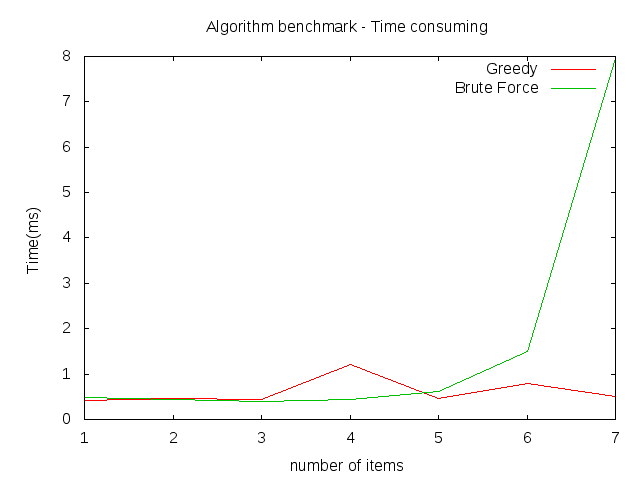 Algorithm benchmark - Time consuming
Greedy
Brute Force
8
7
6
5
4
3
2
1
0
Time(ms)
1 2 3 4 5 6 7
number of items